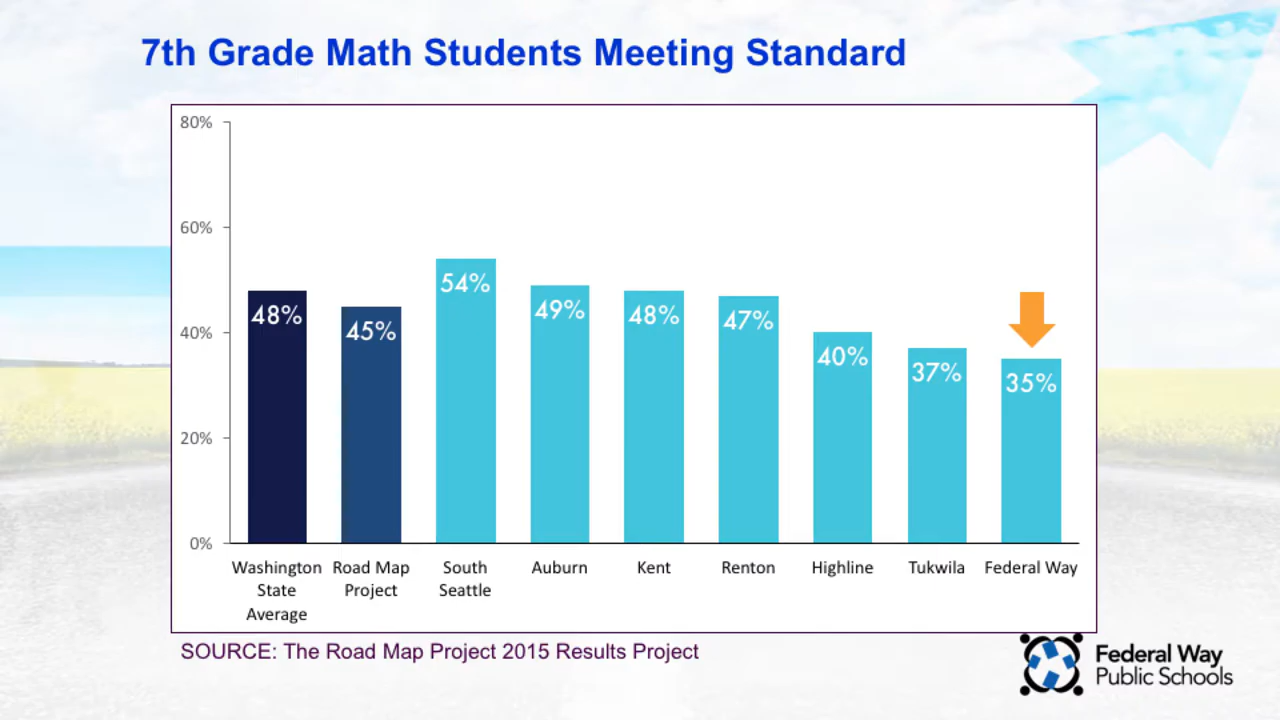 7th Grade Math Students Meeting Standard
80%
60%
40%
20%
0%
48%
45%
54%
49%
48%
47%
40%
37%
35%
Washington State Average
Road Map Project
South Seattle
Auburn
Kent
Renton
Highline
Tukwila
Federal Way
SOURCE: The Road Map Project 2015 Results Project
Federal Way
Public Schools